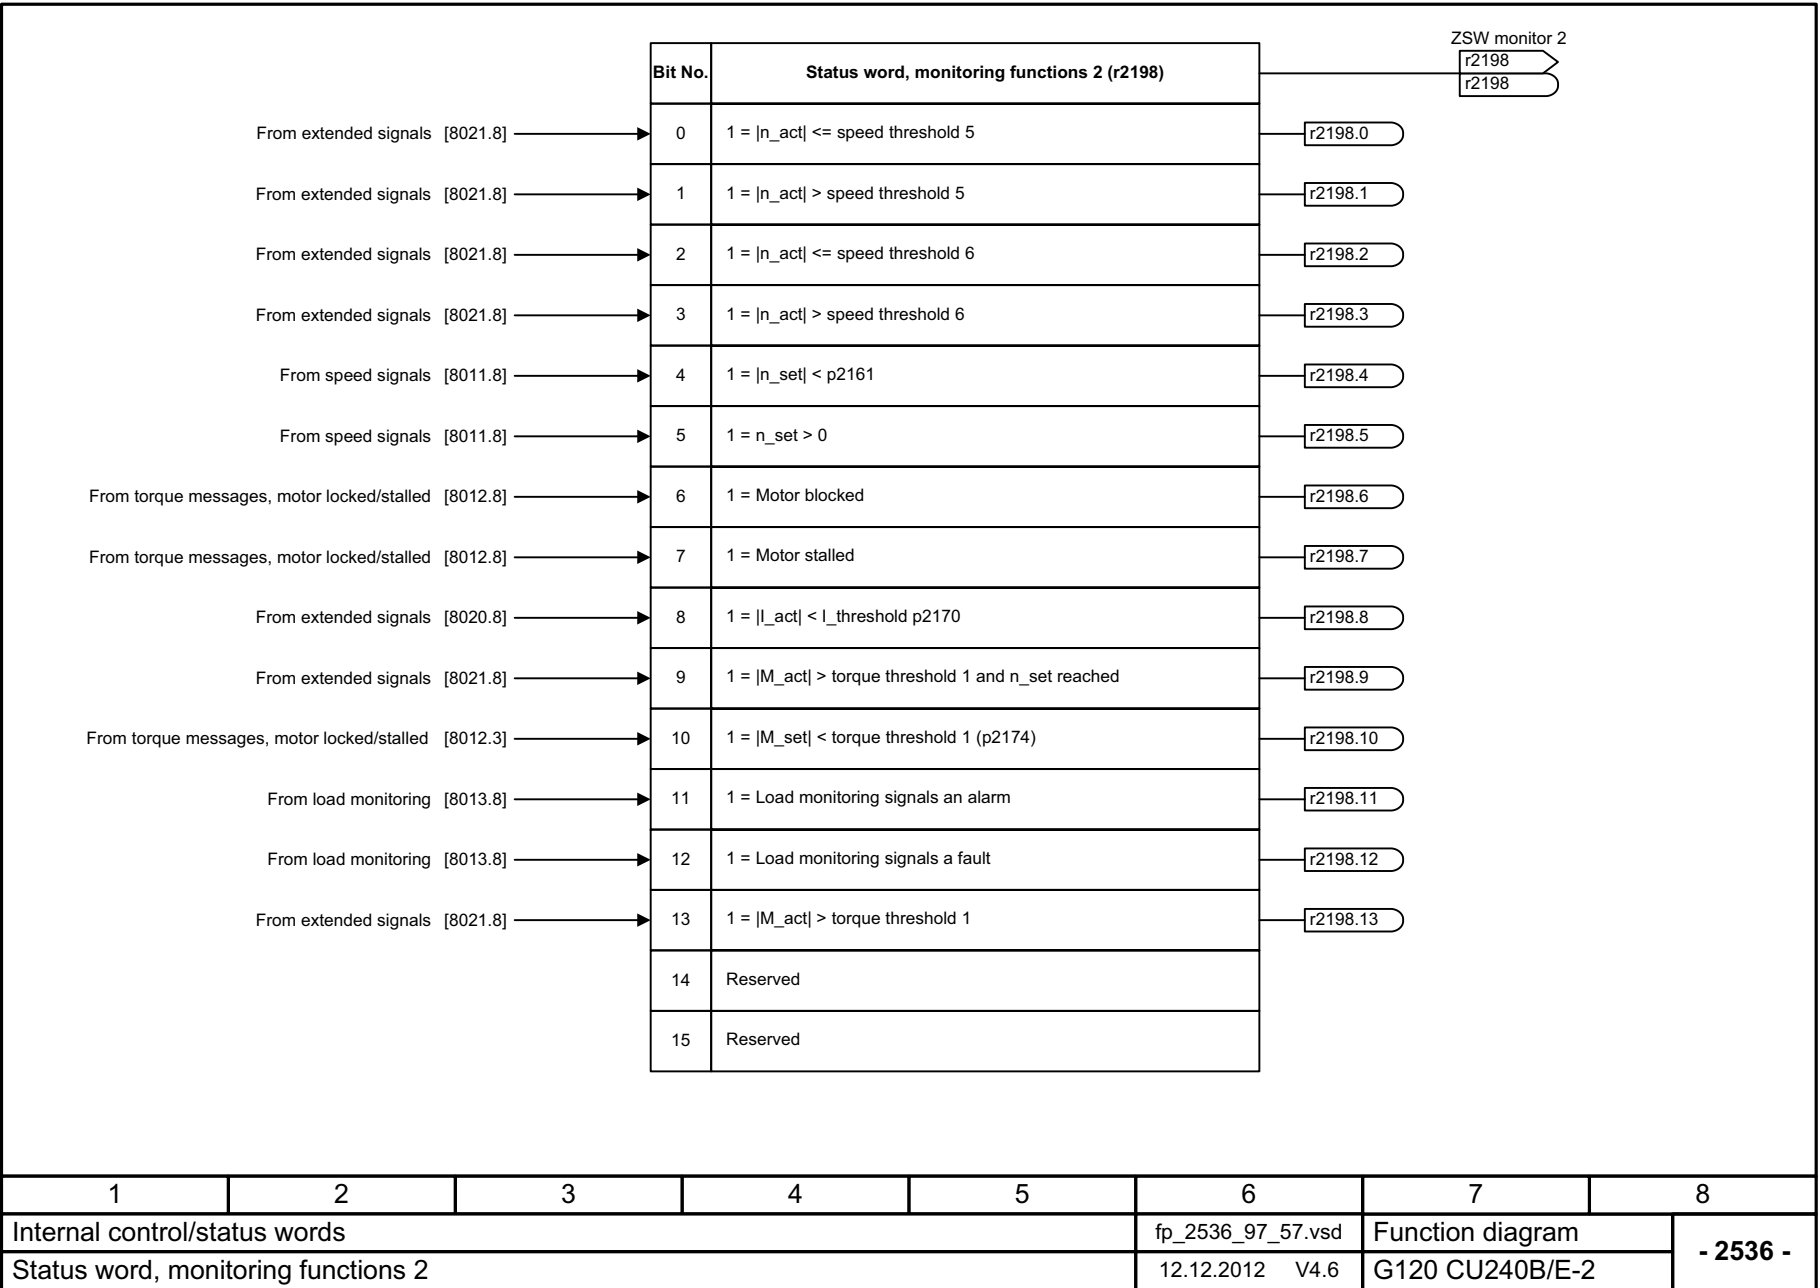 ZSW monitor 2
Bit No. Status word, monitoring functions 2 (r2198) r2198
r2198
From extended signals [8021.8] 0 1 = |n_act| <= speed threshold 5 r2198.0
From extended signals [8021.8] 1 1 = |n_act| > speed threshold 5 r2198.1
From extended signals [8021.8] 2 1 = |n_act| <= speed threshold 6 r2198.2
From extended signals [8021.8] 3 1 = |n_act| > speed threshold 6 r2198.3
From speed signals [8011.8] 4 1 = |n_set| < p2161 r2198.4
From speed signals [8011.8] 5 1 = n_set > 0 r2198.5
From torque messages, motor locked/stalled [8012.8] 6 1 = Motor blocked r2198.6
From torque messages, motor locked/stalled [8012.8] 7 1 = Motor stalled r2198.7
From extended signals [8020.8] 8 1 = |I_act| < I_threshold p2170 r2198.8
From extended signals [8021.8] 9 1 = |M_act| > torque threshold 1 and n_set reached r2198.9
From torque messages, motor locked/stalled [8012.3] 10 1 = |M_set| < torque threshold 1 (p2174) r2198.10
From load monitoring [8013.8] 11 1 = Load monitoring signals an alarm r2198.11
From load monitoring [8013.8] 12 1 = Load monitoring signals a fault r2198.12
From extended signals [8021.8] 13 1 = |M_act| > torque threshold 1 r2198.13
14 Reserved
15 Reserved
1 2 3 4 5 6 7 8
Internal control/status words fp_2536_97_57.vsd Function diagram - 2536 -
Status word, monitoring functions 2 12.12.2012 V4.6 G120 CU240B/E-2